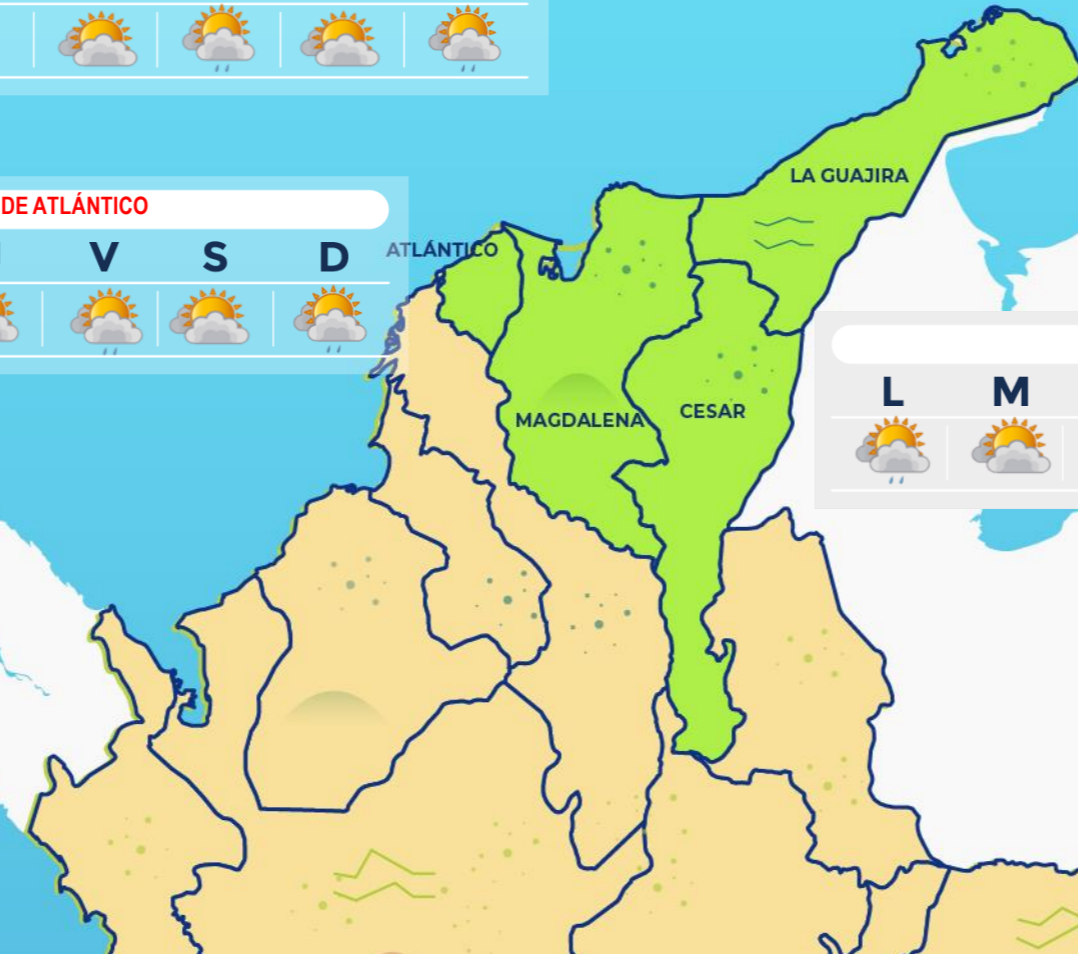 LA GUAJIRA
DE ATLÁNTICO
V S D
ATLÁNTICO
L M
MAGDALENA
CESAR